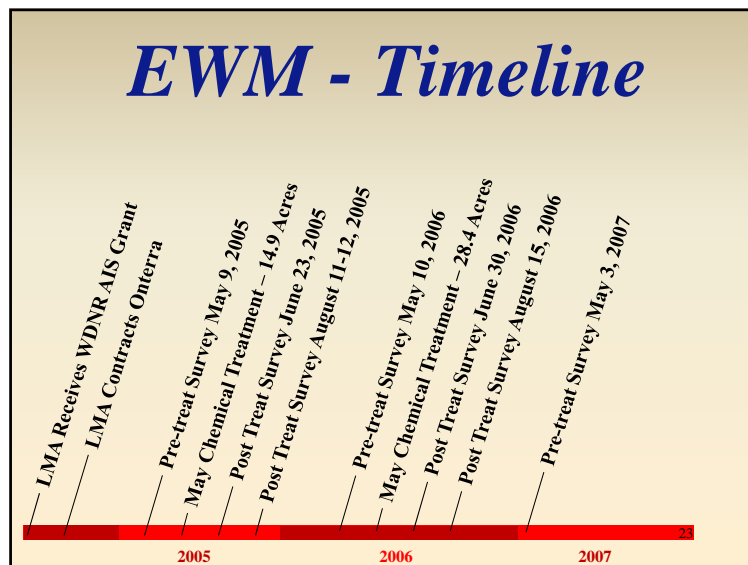 EWM - Timeline
LMA Receives WDNR AIS Grant
LMA Contracts Onterra
Pre-treat Survey May 9, 2005
May Chemical Treatment – 14.9 Acres
Post Treat Survey June 23, 2005
Post Treat Survey August 11-12, 2005
Pre-treat Survey May 10, 2006
May Chemical Treatment – 28.4 Acres
Post Treat Survey June 30, 2006
Post Treat Survey August 15, 2006
Pre-treat Survey May 3, 2007
23
2005 2006 2007